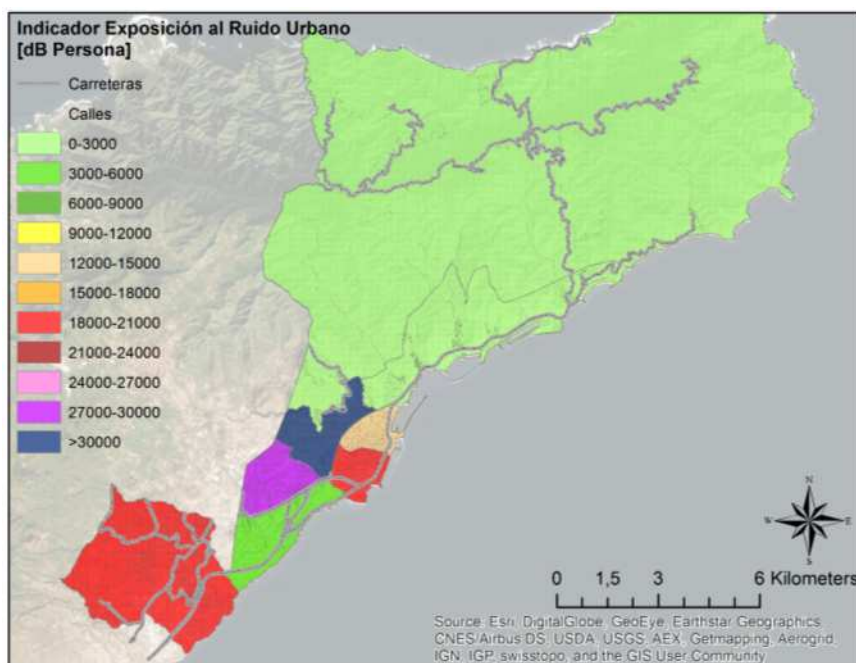 Indicador Exposición al Ruido Urbano
[dB Persona]
Carreteras
Calles
0-3000
3000-6000
6000-9000
9000-12000
12000-15000
15000-18000
18000-21000
21000-24000
24000-27000
27000-30000
>30000
N
W E
S
0 1,5 3 6 Kilometers
Source: Esri, DigitalGlobe, GeoEye, Earthstar Geographics,
CNES/Airbus DS, USDA, USGS, AEX, Getmapping, Aerogrid,
IGN, IGP, swisstopo, and the GIS User Community